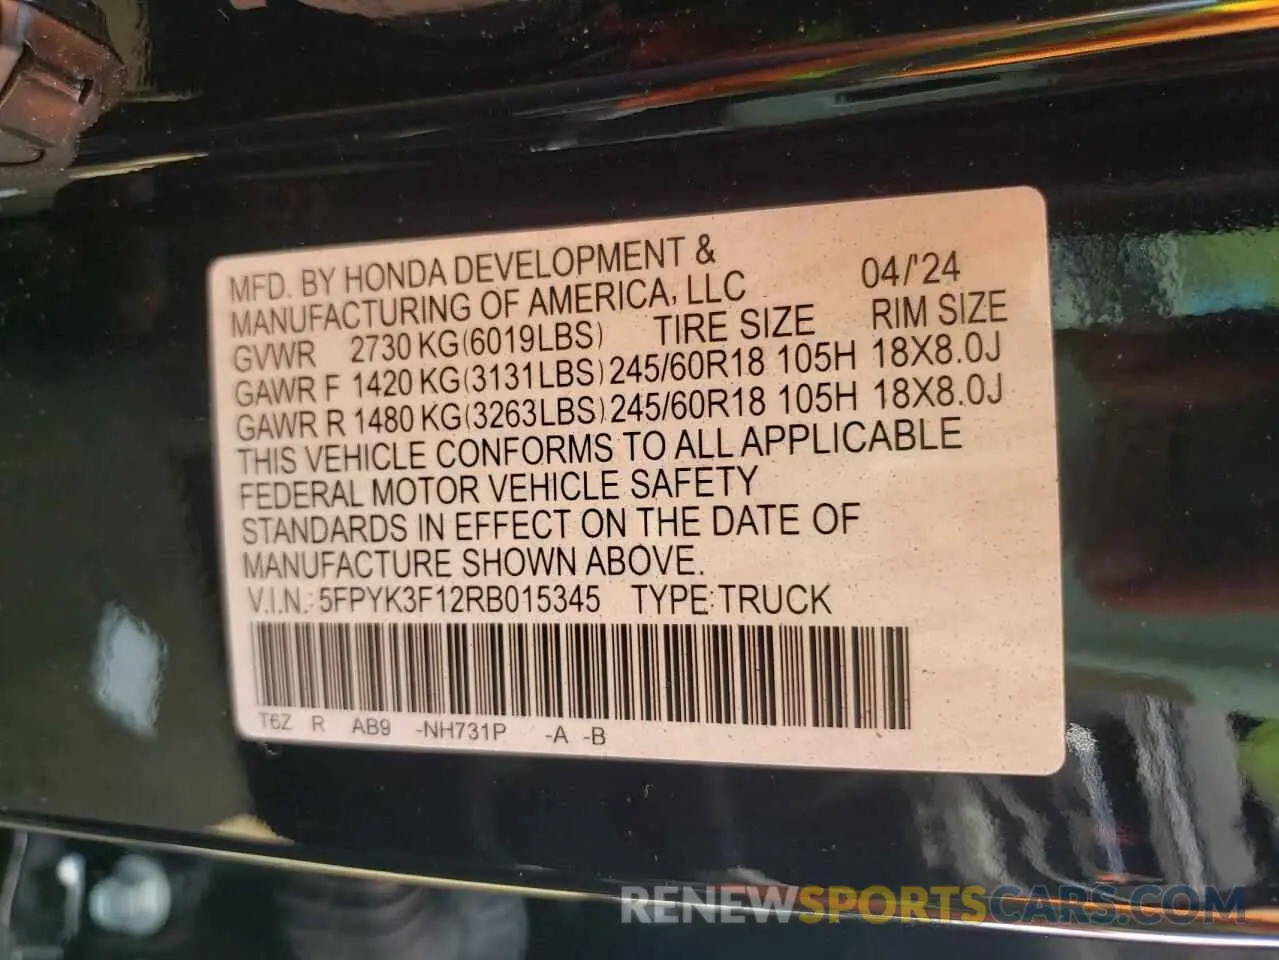 MFD. BY HONDA DEVELOPMENT &
MANUFACTURING OF AMERICA, LLC 04/'24
GVWR 2730 KG(6019LBS) TIRE SIZE RIM SIZE
GAWR F 1420 KG(3131LBS) 245/60R18 105H 18X8.0J
GAWR R 1480 KG(3263LBS) 245/60R18 105H 18X8.0J
THIS VEHICLE CONFORMS TO ALL APPLICABLE
FEDERAL MOTOR VEHICLE SAFETY
STANDARDS IN EFFECT ON THE DATE OF
MANUFACTURE SHOWN ABOVE.
V.I.N.: 5FPYK3F12RB015345 TYPE:TRUCK
T6Z R AB9 -NH731P -A -B
RENEWSPORTSCARS.COM